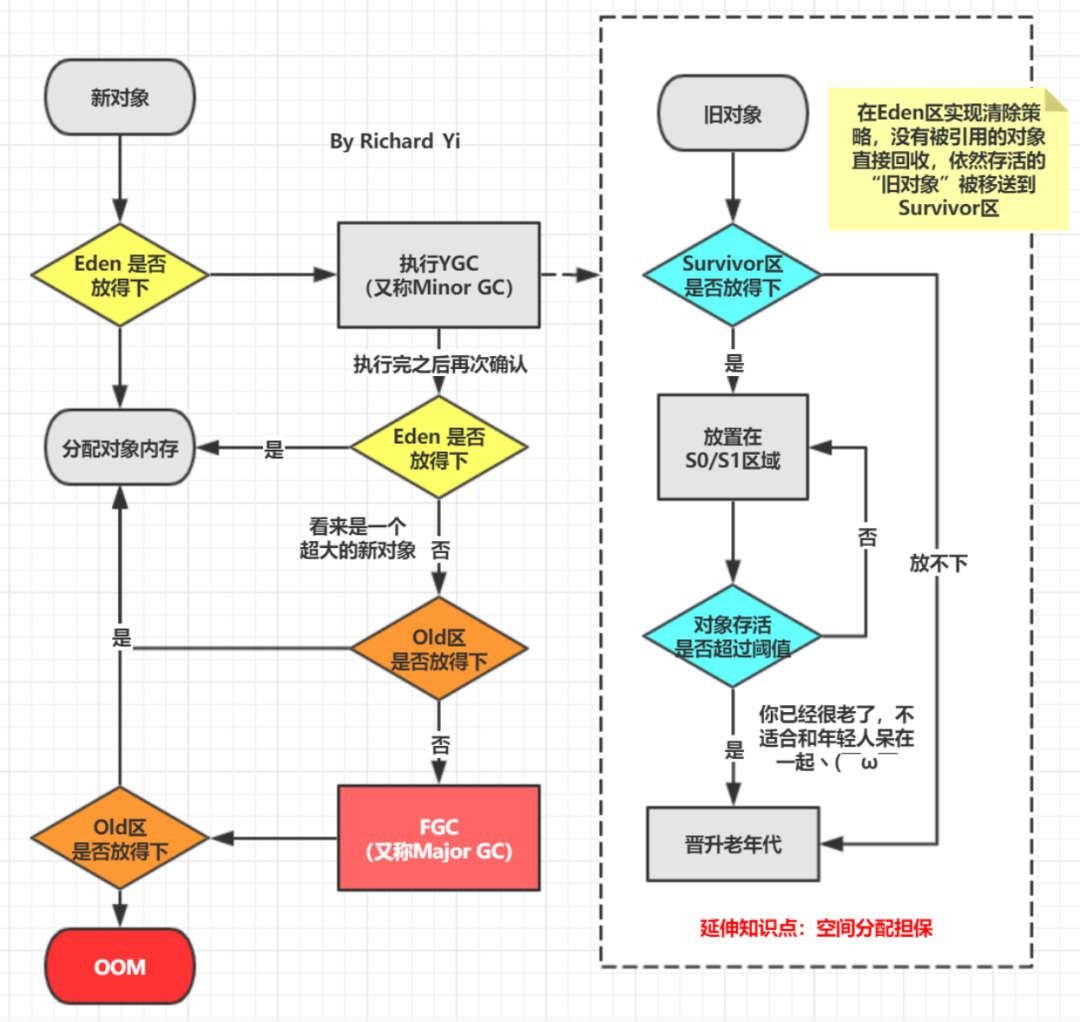 新对象
By Richard Yi
Eden 是否
放得下
执行YGC
（又称Minor GC）
执行完之后再次确认
Eden 是否
放得下
是
分配对象内存
看来是一个
超大的新对象
否
Old区
是否放得下
是
否
FGC
（又称Major GC）
Old区
是否放得下
OOM
旧对象
在Eden区实现清除策
略，没有被引用的对象
直接回收，依然存活的
“旧对象”被移送到
Survivor区
Survivor区
是否放得下
是
放置在
S0/S1区域
否
放不下
对象存活
是否超过阈值
你已经很老了，不
适合和年轻人呆在
一起丶(￣ω￣
是
晋升老年代
延伸知识点：空间分配担保